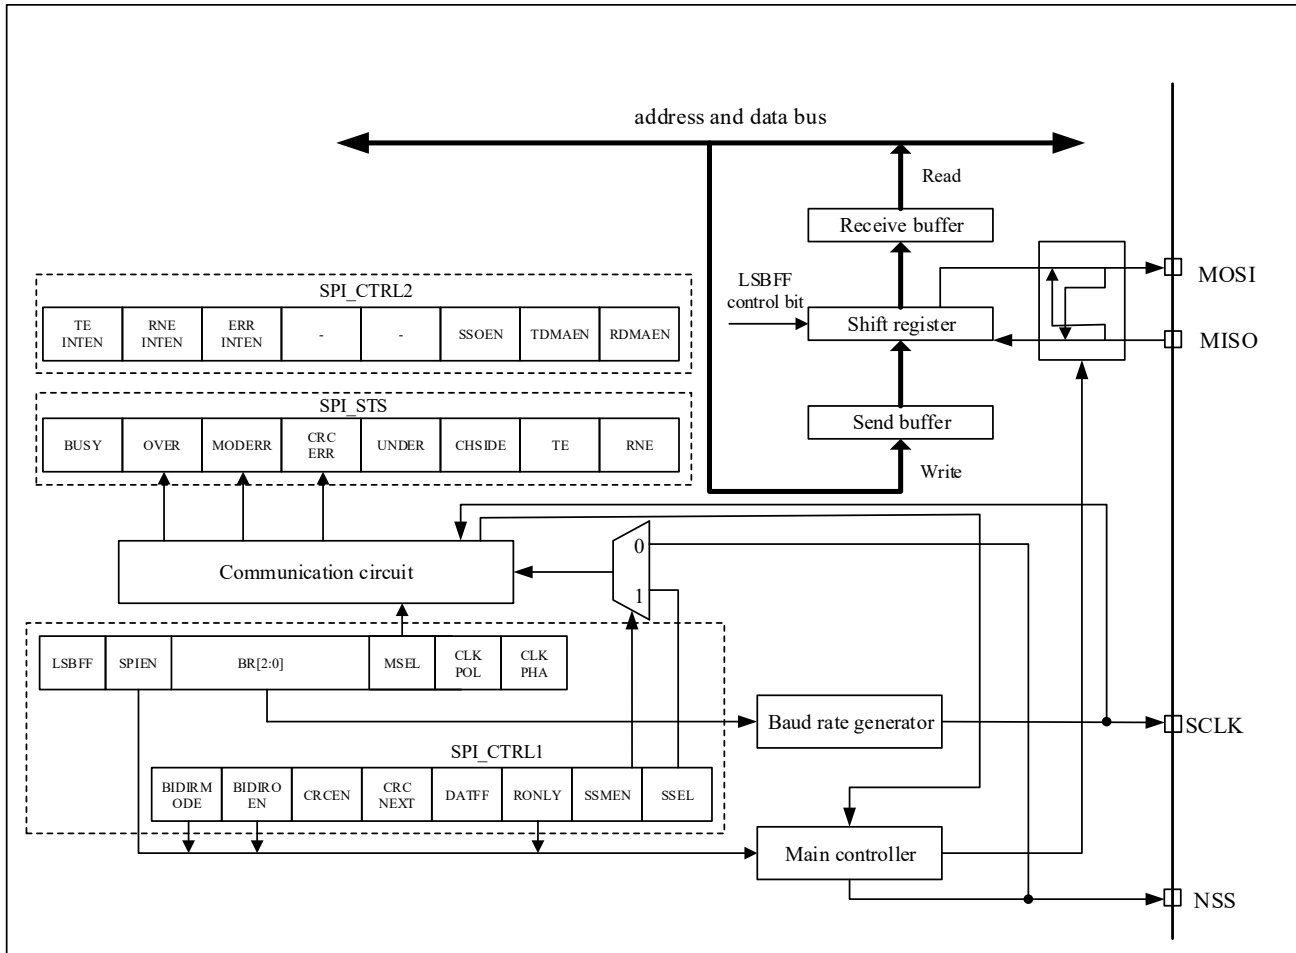 address and data bus
Read
Receive buffer
LSBFF
control bit
Shift register
MOSI
MISO
Send buffer
Write
SPI_CTRL2
TE
INTEN
RNE
INTEN
ERR
INTEN
-
-
SSOEN
TDMAEN
RDMAEN
SPI_STS
BUSY
OVER
MODERR
CRC
ERR
UNDER
CHSIDE
TE
RNE
Communication circuit
0
1
LSBFF
SPIEN
BR[2:0]
MSEL
CLK
POL
CLK
PHA
Baud rate generator
SCLK
SPI_CTRL1
BIDIRM
ODE
BIDIRO
EN
CRCEN
CRC
NEXT
DATFF
RONLY
SSMEN
SSEL
Main controller
NSS